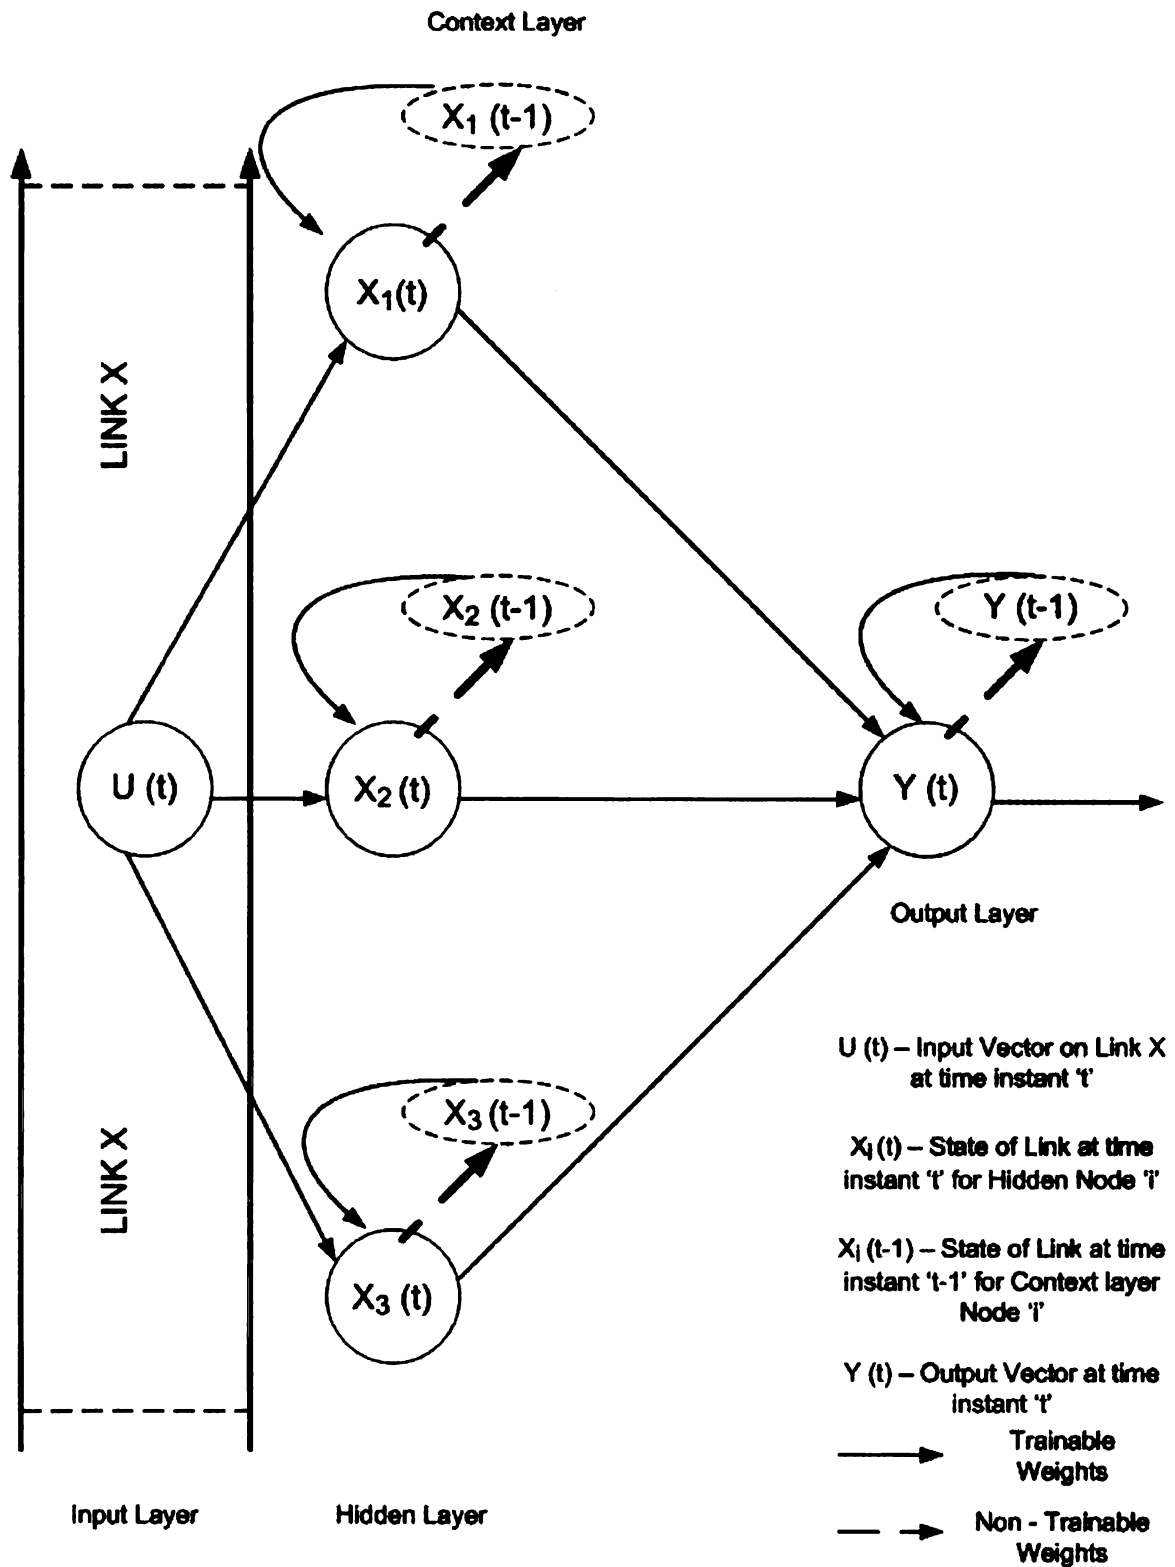 Context Layer
X1 (t-1)
X1(t)
LINK X
X2 (t-1)
Y (t-1)
U (t)
X2 (t)
Y (t)
Output Layer
X3 (t-1)
LINK X
X3 (t)
U (t) – Input Vector on Link X
at time instant ‘t’
Xi (t) – State of Link at time
instant ‘t’ for Hidden Node ‘i’
Xi (t-1) – State of Link at time
instant ‘t-1’ for Context layer
Node ‘i’
Y (t) – Output Vector at time
instant ‘t’
Trainable
Weights
Input Layer
Hidden Layer
Non - Trainable
Weights